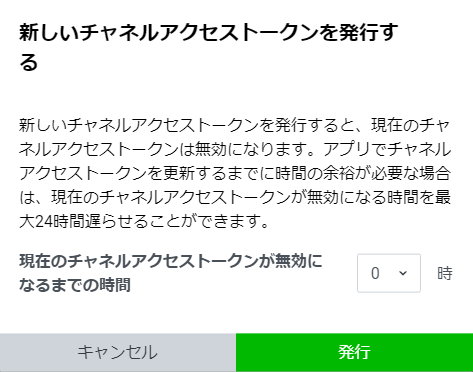 新しいチャネルアクセストークンを発行す
る
新しいチャネルアクセストークンを発行すると、現在のチャ
ネルアクセストークンは無効になります。アプリでチャネル
アクセストークンを更新するまでに時間の余裕が必要な場合
は、現在のチャネルアクセストークンが無効になる時間を最
大24時間遅らせることができます。
現在のチャネルアクセストークンが無効に
なるまでの時間
0 時
キャンセル 発行